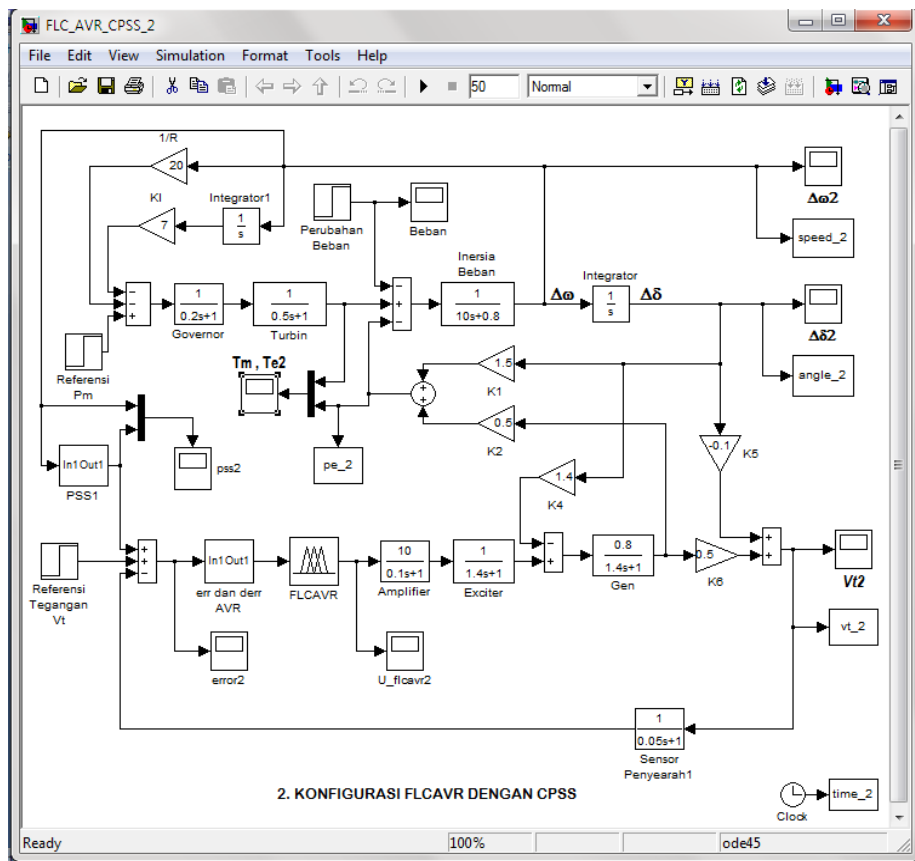 FLC_AVR_CPSS_2
File Edit View Simulation Format Tools Help
50 Normal
1/R
20
KI
Integrator1
7
1
s
Perubahan
Beban
Beban
Δω2
speed_2
Inersia
Beban
Integrator
−
−
+
1
0.2s+1
Governor
1
0.5s+1
Turbin
−
+
−
1
10s+0.8
Δω
1
s
Δδ
Δδ2
Referensi
Pm
Tm , Te2
1.5
K1
+
+
angle_2
0.5
K2
-0.1
K5
In1Out1
PSS1
pss2
pe_2
1.4
K4
Referensi
Tegangan
Vt
+
+
−
In1Out1
err dan derr
AVR
FLCAVR
10
0.1s+1
Amplifier
1
1.4s+1
Exciter
−
+
0.8
1.4s+1
Gen
0.5
K6
+
+
Vt2
error2
U_flcavr2
vt_2
1
0.05s+1
Sensor
Penyearah1
2. KONFIGURASI FLCAVR DENGAN CPSS
Clock
time_2
Ready 100% ode45